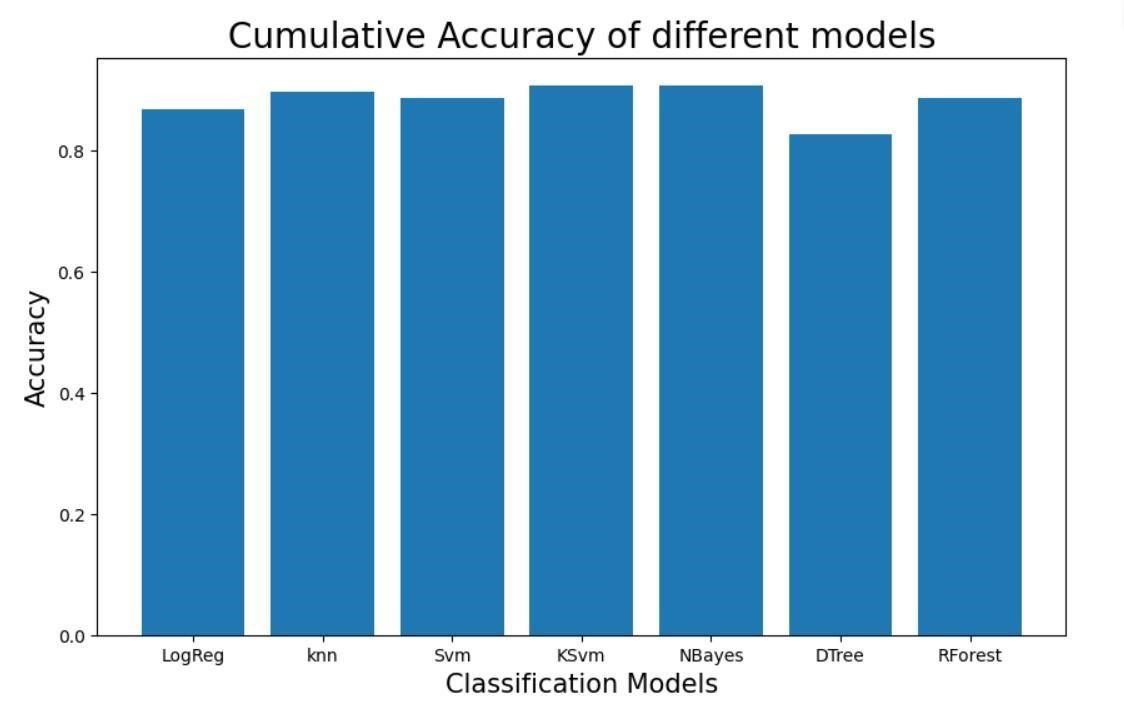 Cumulative Accuracy of different models
Accuracy
0.8
0.6
0.4
0.2
0.0
LogReg knn Svm KSvm NBayes DTree RForest
Classification Models